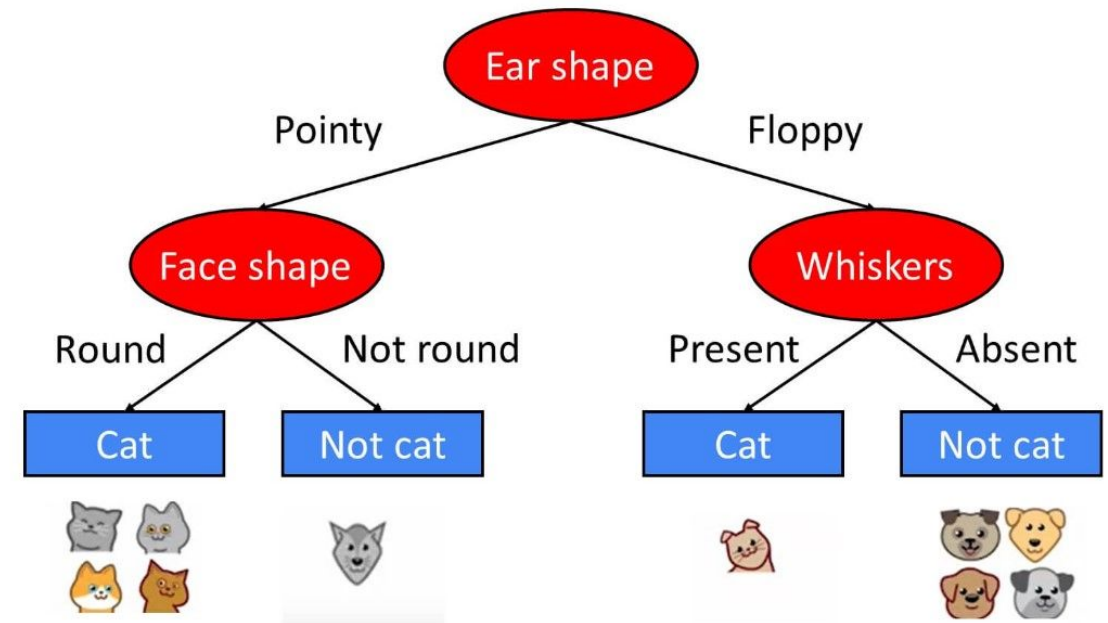 Ear shape
Pointy
Floppy
Face shape
Whiskers
Round
Not round
Present
Absent
Cat
Not cat
Cat
Not cat